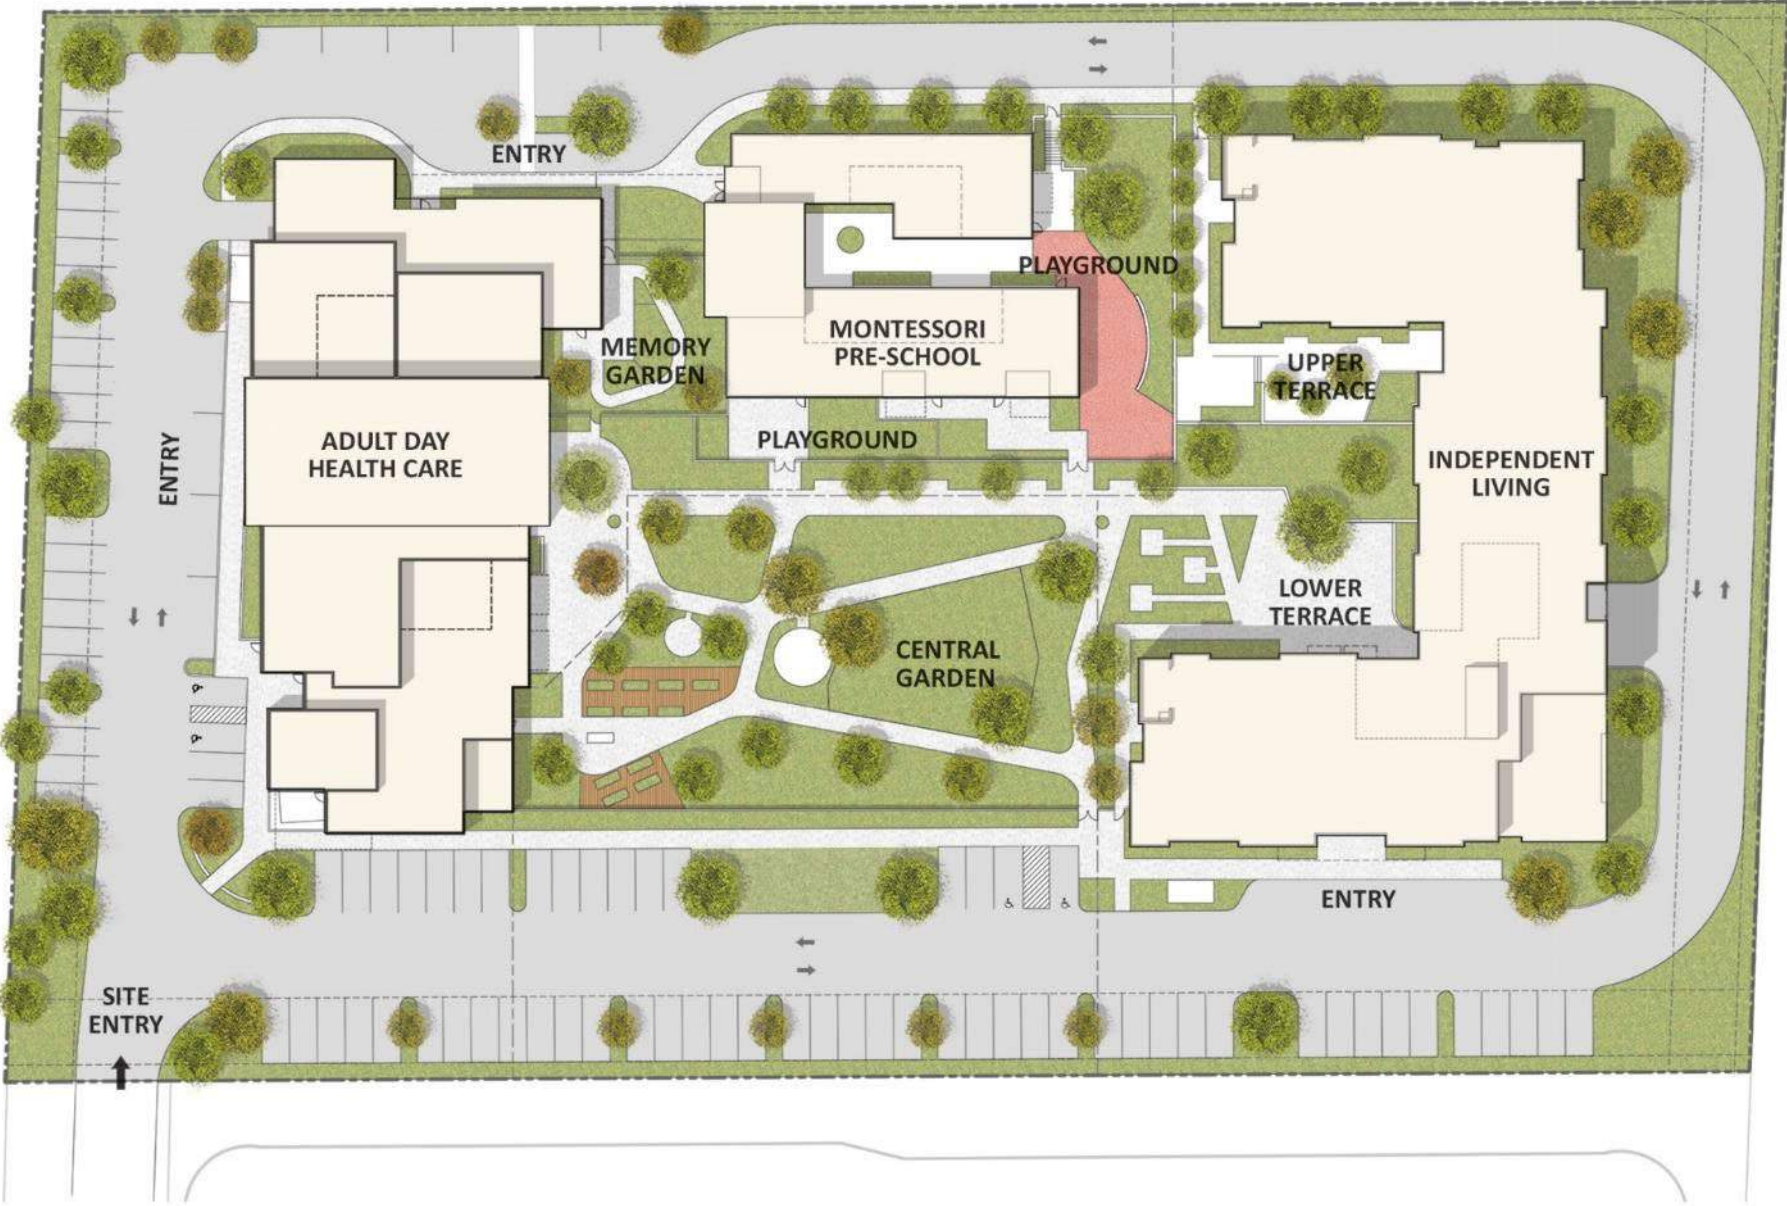 ENTRY
PLAYGROUND
MONTESSORI
PRE-SCHOOL
MEMORY
GARDEN
UPPER
TERRACE
ADULT DAY
HEALTH CARE
ENTRY
PLAYGROUND
INDEPENDENT
LIVING
LOWER
TERRACE
CENTRAL
GARDEN
ENTRY
SITE
ENTRY